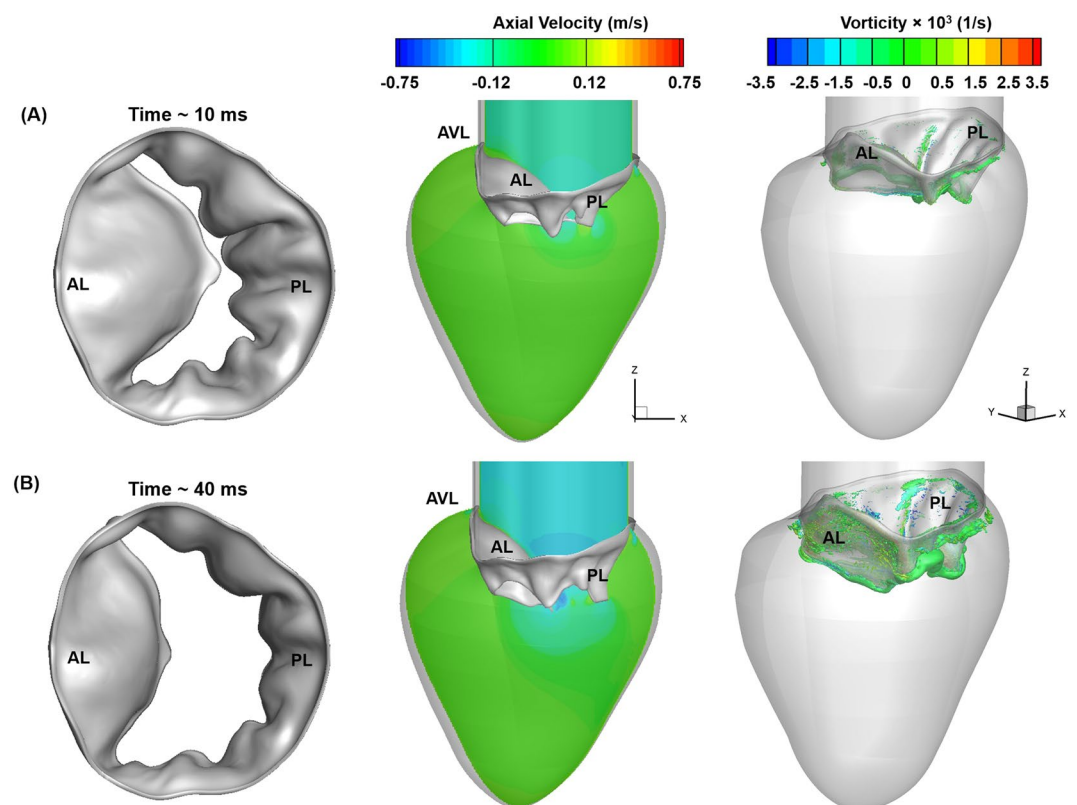 Axial Velocity (m/s)
-0.75 -0.12 0.12 0.75
Vorticity × 10³ (1/s)
-3.5 -2.5 -1.5 -0.5 0 0.5 1.5 2.5 3.5
(A)
Time ~ 10 ms
AL
PL
AVL
AL
PL
Z
Y
X
AL
PL
Z
Y
X
(B)
Time ~ 40 ms
AL
PL
AVL
AL
PL
AL
PL